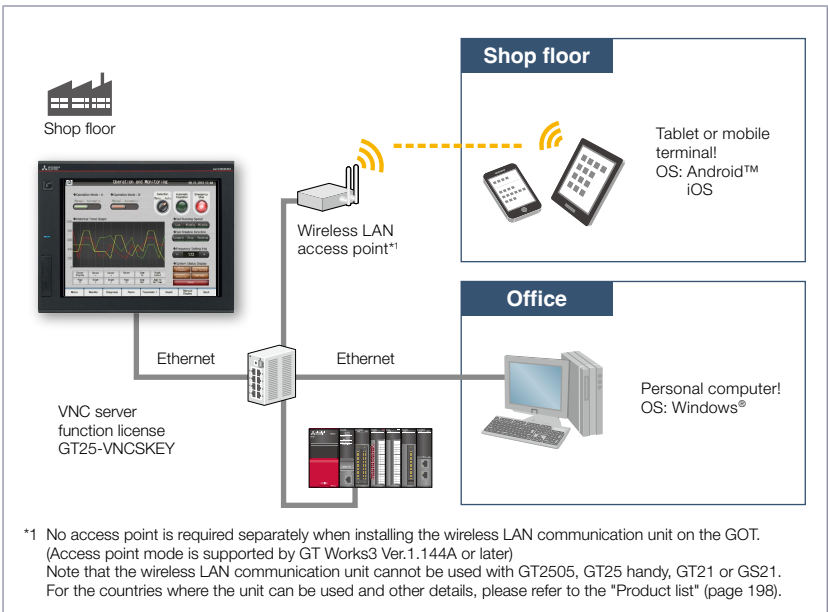 Shop floor
Shop floor
Tablet or mobile
terminal!
OS: Android™
iOS
Operation and Monitoring
Wireless LAN
access point*1
Office
Ethernet
Ethernet
Personal computer!
OS: Windows®
VNC server
function license
GT25-VNCSKEY
*1 No access point is required separately when installing the wireless LAN communication unit on the GOT.
(Access point mode is supported by GT Works3 Ver.1.144A or later)
Note that the wireless LAN communication unit cannot be used with GT2505, GT25 handy, GT21 or GS21.
For the countries where the unit can be used and other details, please refer to the "Product list" (page 198).